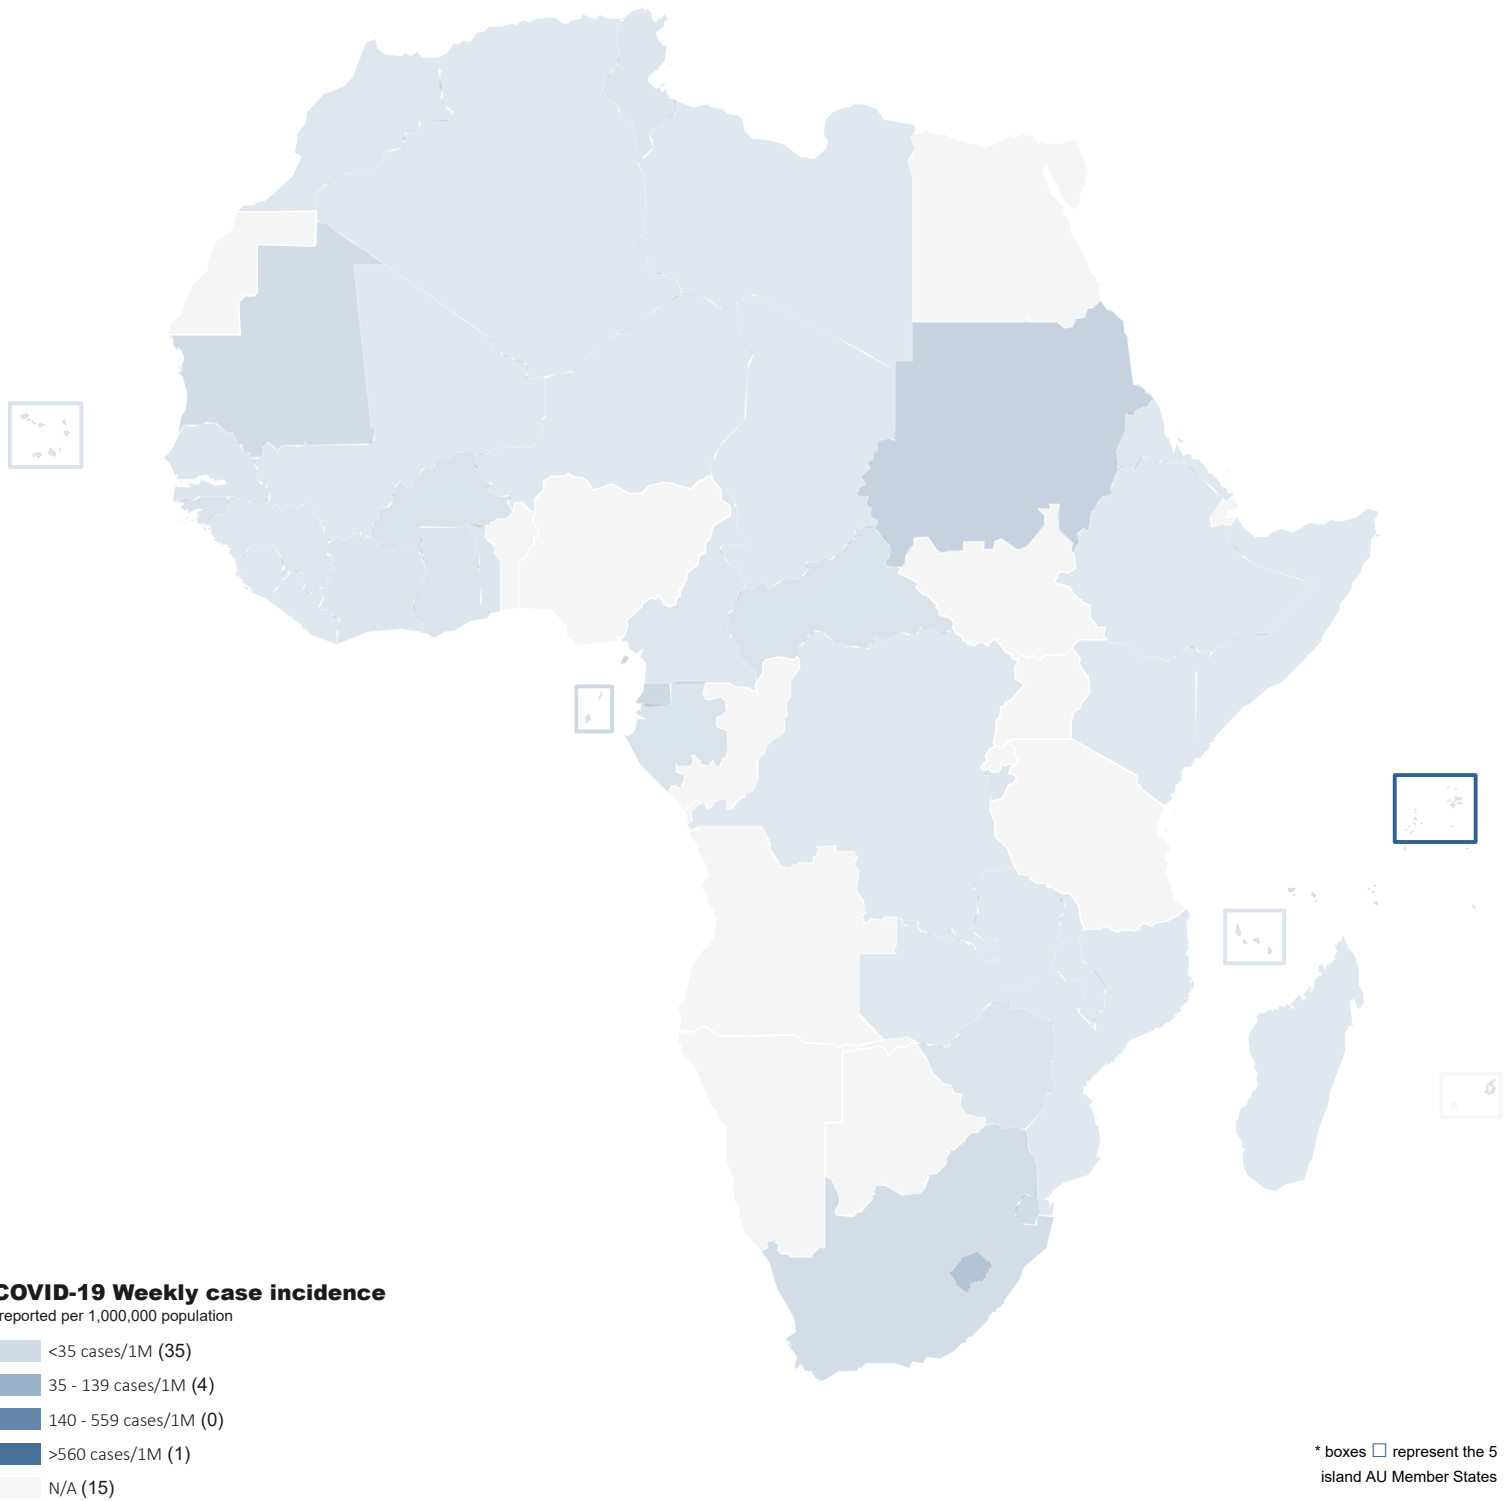 COVID-19 Weekly case incidence
reported per 1,000,000 population
<35 cases/1M (35)
35 - 139 cases/1M (4)
140 - 559 cases/1M (0)
>560 cases/1M (1)
N/A (15)
* boxes ☐ represent the 5
island AU Member States